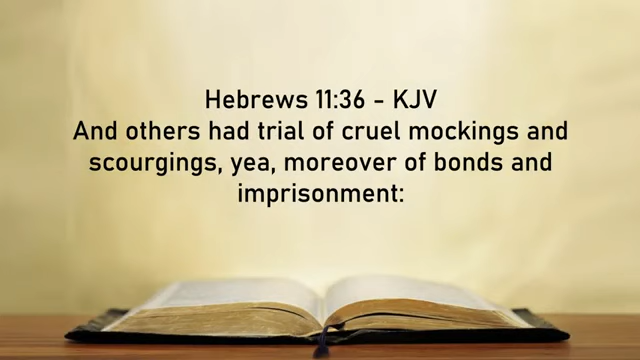 Hebrews 11:36 - KJV
And others had trial of cruel mockings and
scourgings, yea, moreover of bonds and
imprisonment: